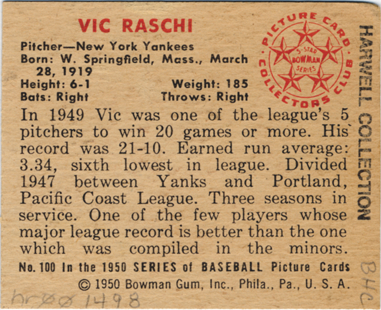 VIC RASCHI
Pitcher—New York Yankees
Born: W. Springfield, Mass., March
28, 1919
Height: 6-1 Weight: 185
Bats: Right Throws: Right
PICTURE CARD
COLLECTORS CLUB
5-STAR
BOWMAN
SERIES
In 1949 Vic was one of the league's 5
pitchers to win 20 games or more. His
record was 21-10. Earned run average:
3.34, sixth lowest in league. Divided
1947 between Yanks and Portland,
Pacific Coast League. Three seasons in
service. One of the few players whose
major league record is better than the
one which was compiled in the minors.
No. 100 In the 1950 SERIES of BASEBALL Picture Cards
©1950 Bowman Gum, Inc., Phila., Pa., U. S. A.
HARWELL COLLECTION
BHC
1498